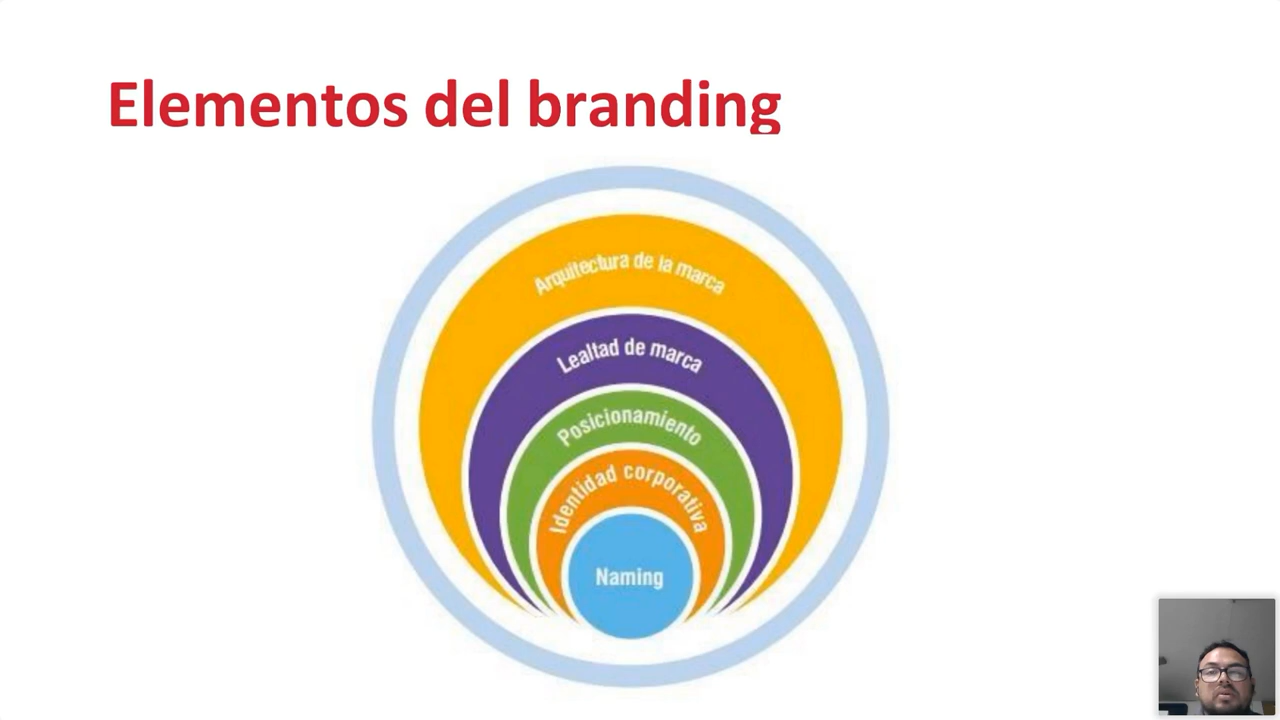 Elementos del branding
Arquitectura de la marca
Lealtad de marca
Posicionamiento
Identidad corporativa
Naming